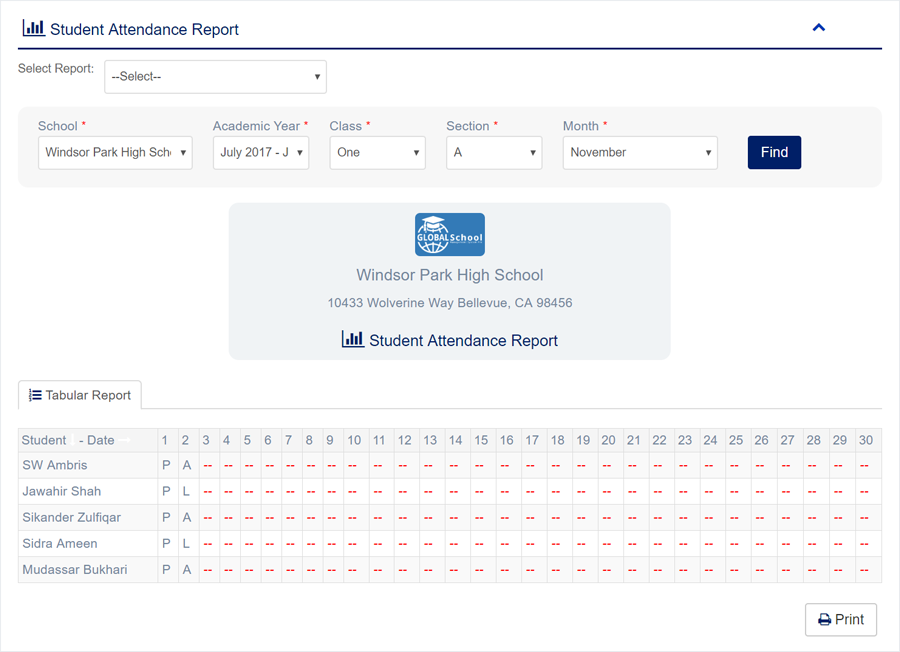 Student Attendance Report
Select Report: --Select--
School * Academic Year * Class * Section * Month *
Windsor Park High Sch July 2017 - J One A November Find
GLOBAL School
Windsor Park High School
10433 Wolverine Way Bellevue, CA 98456
Student Attendance Report
Tabular Report
Student - Date 1 2 3 4 5 6 7 8 9 10 11 12 13 14 15 16 17 18 19 20 21 22 23 24 25 26 27 28 29 30
SW Ambris P A -- -- -- -- -- -- -- -- -- -- -- -- -- -- -- -- -- -- -- -- -- -- -- -- -- -- -- --
Jawahir Shah P L -- -- -- -- -- -- -- -- -- -- -- -- -- -- -- -- -- -- -- -- -- -- -- -- -- -- -- --
Sikander Zulfiqar P A -- -- -- -- -- -- -- -- -- -- -- -- -- -- -- -- -- -- -- -- -- -- -- -- -- -- -- --
Sidra Ameen P L -- -- -- -- -- -- -- -- -- -- -- -- -- -- -- -- -- -- -- -- -- -- -- -- -- -- -- --
Mudassar Bukhari P A -- -- -- -- -- -- -- -- -- -- -- -- -- -- -- -- -- -- -- -- -- -- -- -- -- -- -- --
Print